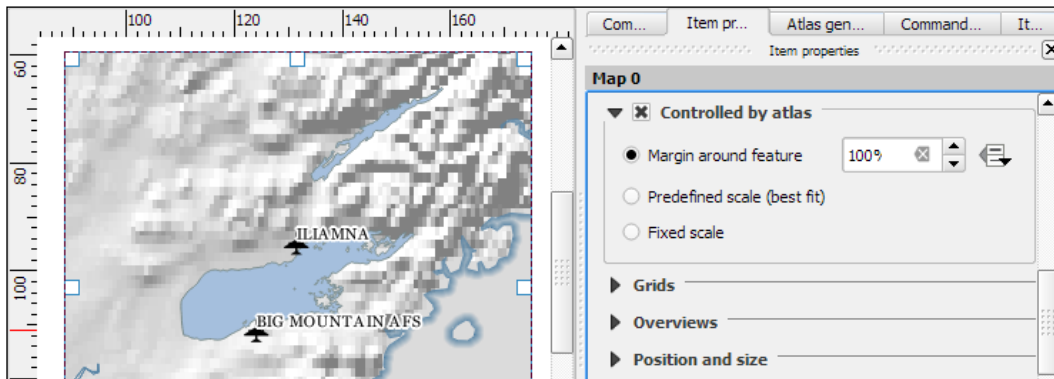 100 120 140 160
Com... Item pr... Atlas gen... Command... It...
Item properties
Map 0
Controlled by atlas
Margin around feature 100%
Predefined scale (best fit)
Fixed scale
Grids
Overviews
Position and size
60
80
100
ILIAMNA
BIG MOUNTAIN AFS